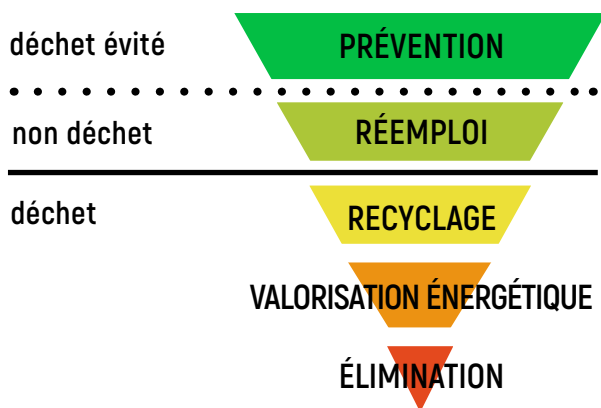 déchet évité
PRÉVENTION
non déchet
RÉEMPLOI
déchet
RECYCLAGE
VALORISATION ÉNERGÉTIQUE
ÉLIMINATION